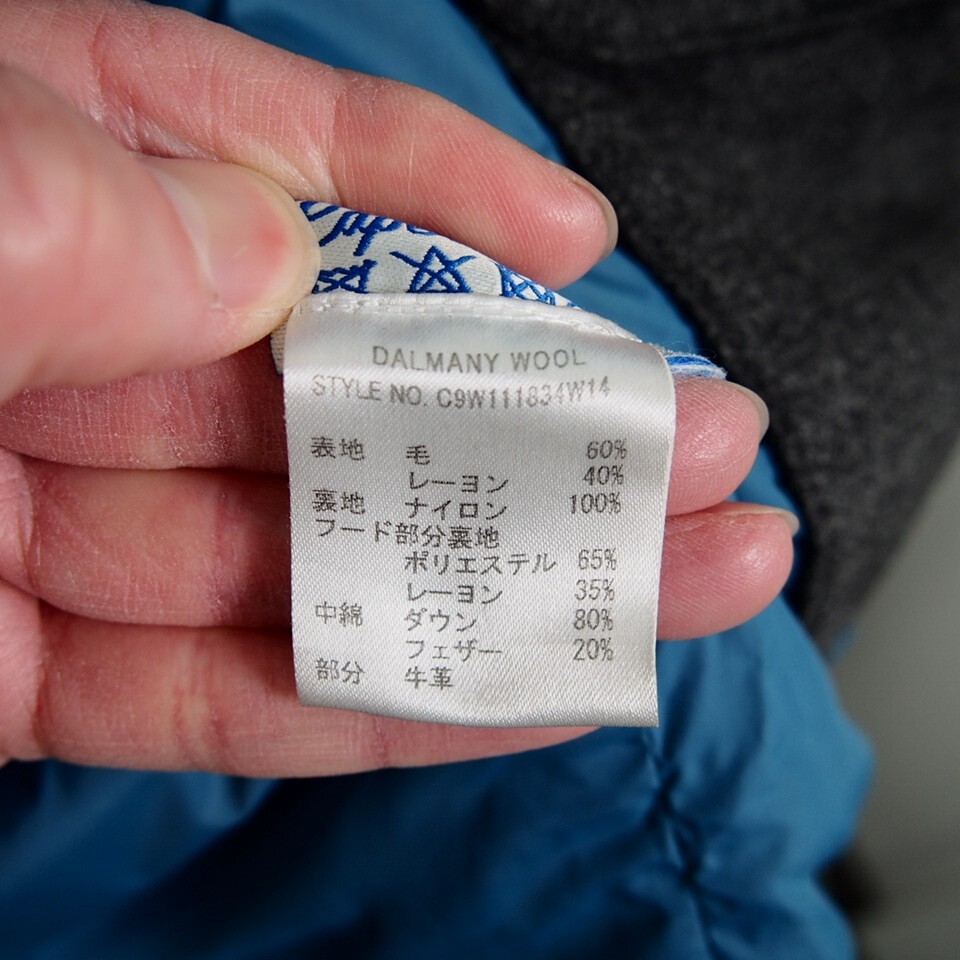 DALMANY WOOL
STYLE NO. C9W111834W14
表地 毛 60%
レーヨン 40%
裏地 ナイロン 100%
フード部分裏地
ポリエステル 65%
レーヨン 35%
中綿 ダウン 80%
フェザー 20%
部分 牛革